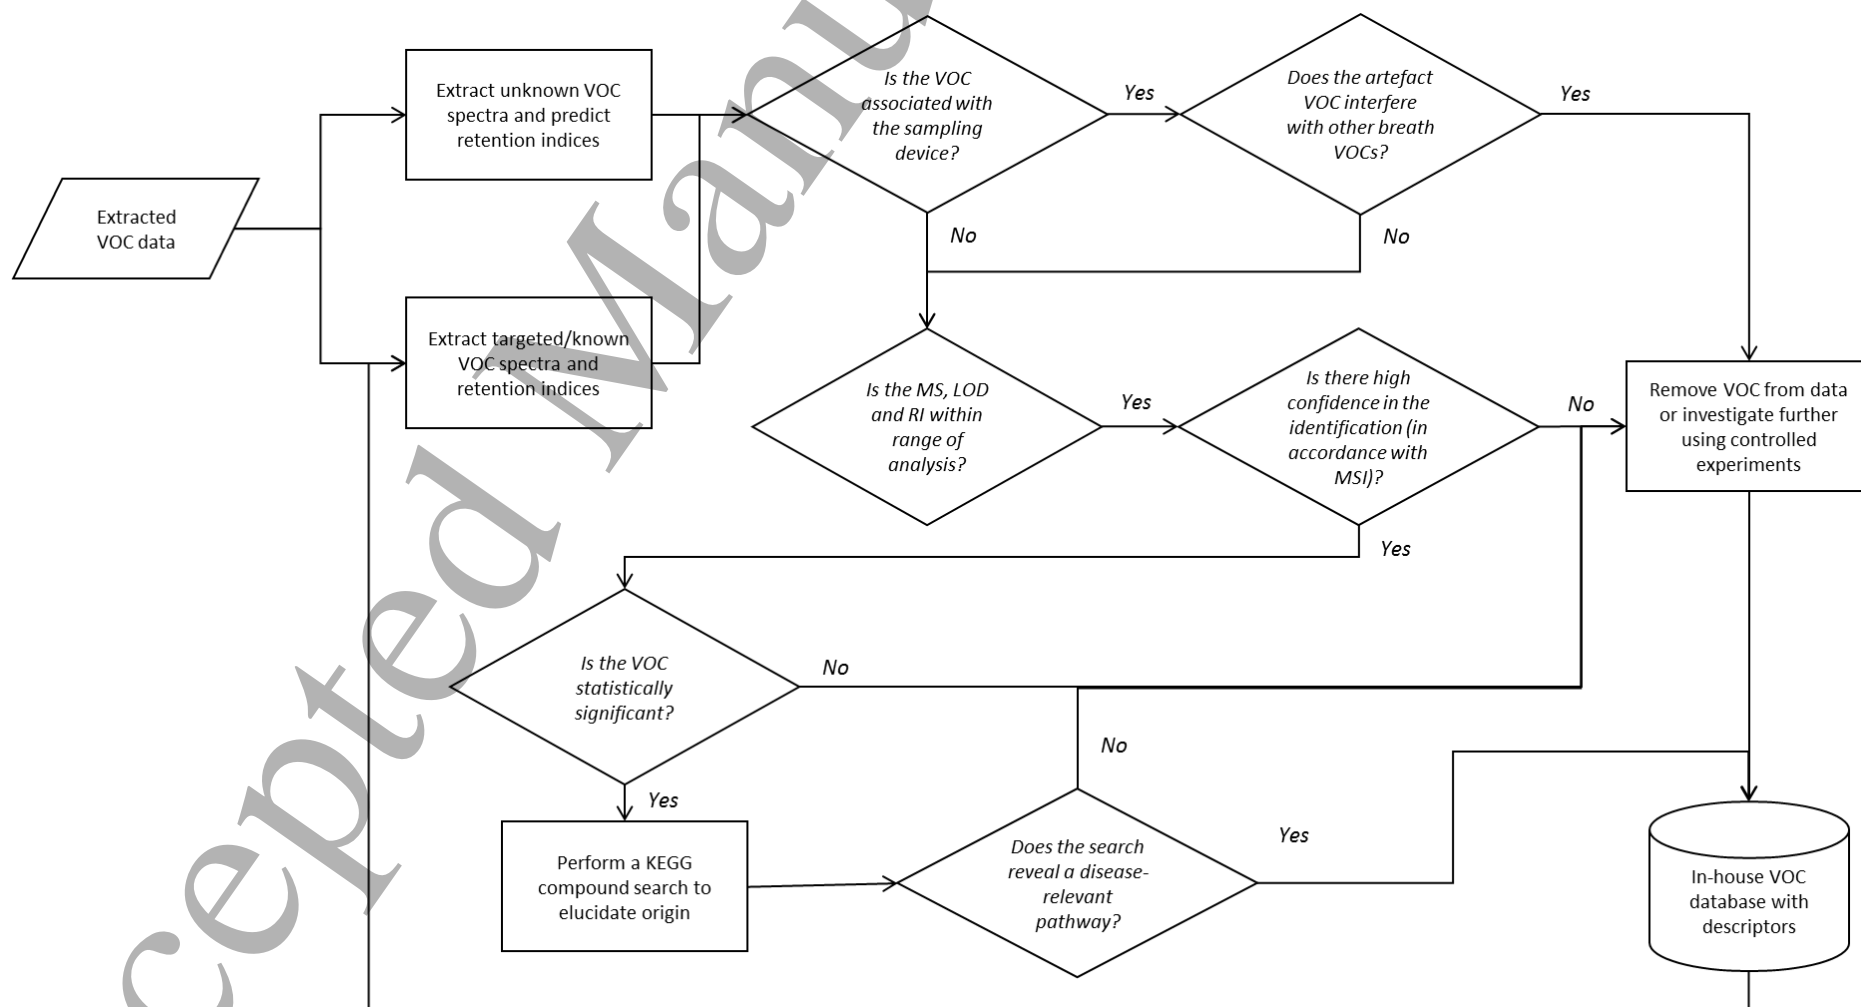 Extracted
VOC data
Extract unknown VOC
spectra and predict
retention indices
Extract targeted/known
VOC spectra and
retention indices
Is the VOC
associated with
the sampling
device?
Yes
No
Does the artefact
VOC interfere
with other breath
VOCs?
Yes
No
Is the MS, LOD
and RI within
range of
analysis?
Yes
Is there high
confidence in the
identification (in
accordance with
MSI)?
No
Yes
Remove VOC from data
or investigate further
using controlled
experiments
Is the VOC
statistically
significant?
No
Yes
Perform a KEGG
compound search to
elucidate origin
Does the search
reveal a disease-
relevant
pathway?
No
Yes
In-house VOC
database with
descriptors
cepted Manu